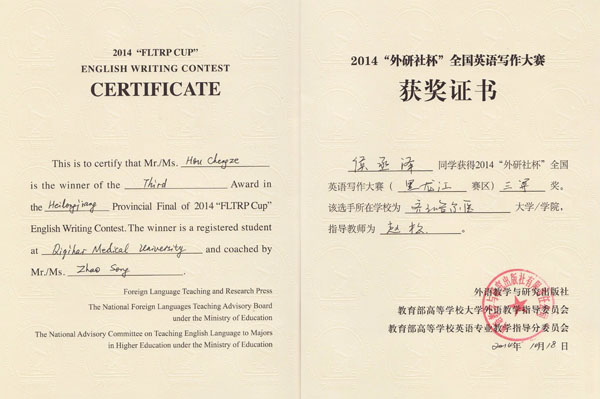 2014 “FLTRP CUP”
ENGLISH WRITING CONTEST
CERTIFICATE
This is to certify that Mr./Ms. Hou Chengze
is the winner of the Third Award in
the Heilongjiang Provincial Final of 2014 “FLTRP Cup”
English Writing Contest. The winner is a registered student
at Qiqihar Medical University and coached by
Mr./Ms. Zhao Song.
Foreign Language Teaching and Research Press
The National Foreign Languages Teaching Advisory Board
under the Ministry of Education
The National Advisory Committee on Teaching English Language to Majors
in Higher Education under the Ministry of Education
2014 “外研社杯” 全国英语写作大赛
获奖证书
侯丞泽 同学获得2014 “外研社杯” 全国
英语写作大赛（ 黑龙江 赛区）三等 奖。
该选手所在学校为 齐齐哈尔医 大学/学院，
指导教师为 赵松 。
外语教学与研究出版社
教育部高等学校大学外语教学指导委员会
教育部高等学校英语专业教学指导分委员会
2014年 10月18日